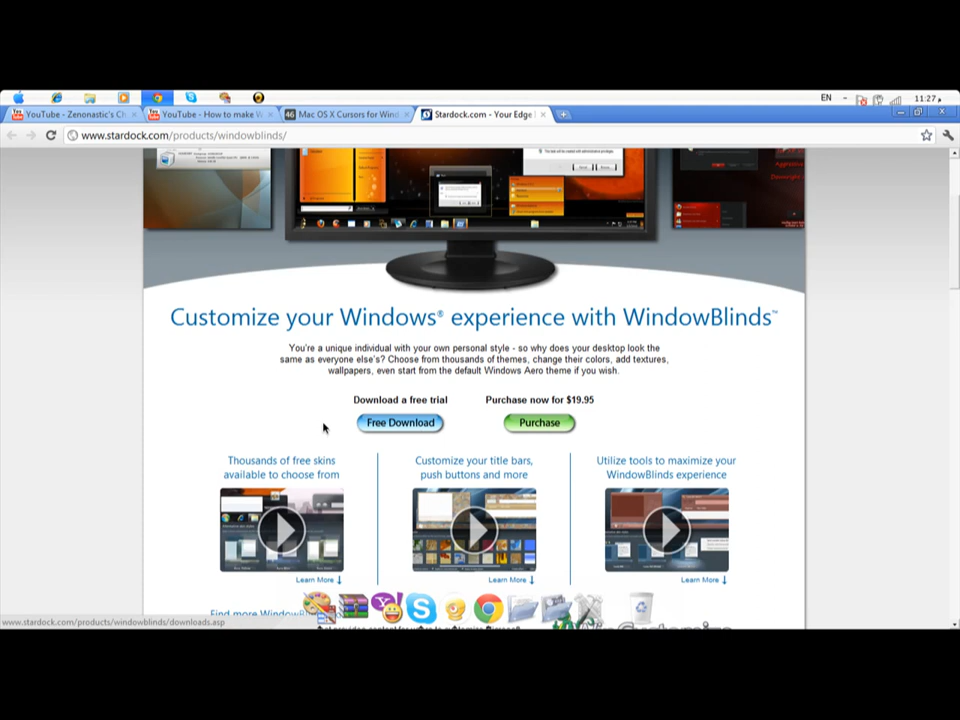 EN
11:27 م
YouTube - Zenonastic's Ch
YouTube - How to make W
Mac OS X Cursors for Wind
Stardock.com - Your Edge
www.stardock.com/products/windowblinds/
Customize your Windows® experience with WindowBlinds™
You're a unique individual with your own personal style - so why does your desktop look the
same as everyone else's? Choose from thousands of themes, change their colors, add textures,
wallpapers, even start from the default Windows Aero theme if you wish.
Download a free trial
Purchase now for $19.95
Free Download
Purchase
Thousands of free skins
available to choose from
Customize your title bars,
push buttons and more
Utilize tools to maximize your
WindowBlinds experience
Learn More
Learn More
Learn More
Find more WindowB
www.stardock.com/products/windowblinds/downloads.asp